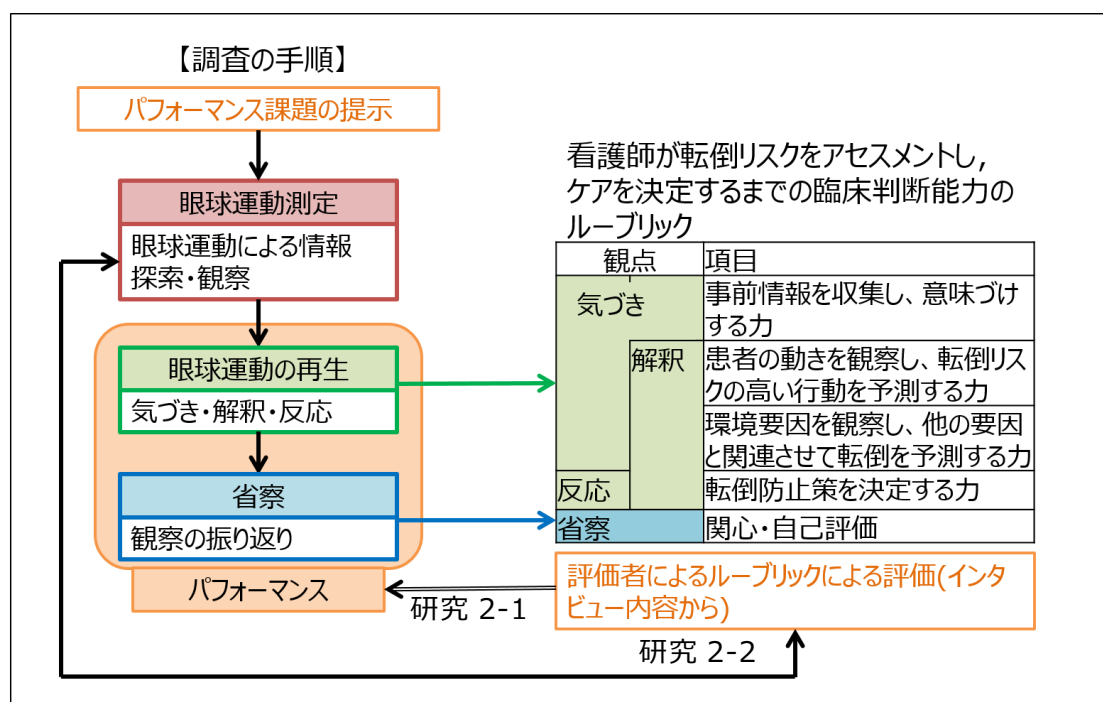 【調査の手順】
パフォーマンス課題の提示
眼球運動測定
眼球運動による情報
探索・観察
眼球運動の再生
気づき・解釈・反応
省察
観察の振り返り
パフォーマンス
看護師が転倒リスクをアセスメントし,
ケアを決定するまでの臨床判断能力の
ルーブリック
観点
項目
気づき
事前情報を収集し、意味づけ
する力
解釈
患者の動きを観察し、転倒リス
クの高い行動を予測する力
環境要因を観察し、他の要因
と関連させて転倒を予測する力
反応
転倒防止策を決定する力
省察
関心・自己評価
評価者によるルーブリックによる評価(インタ
ビュー内容から)
研究 2-1
研究 2-2